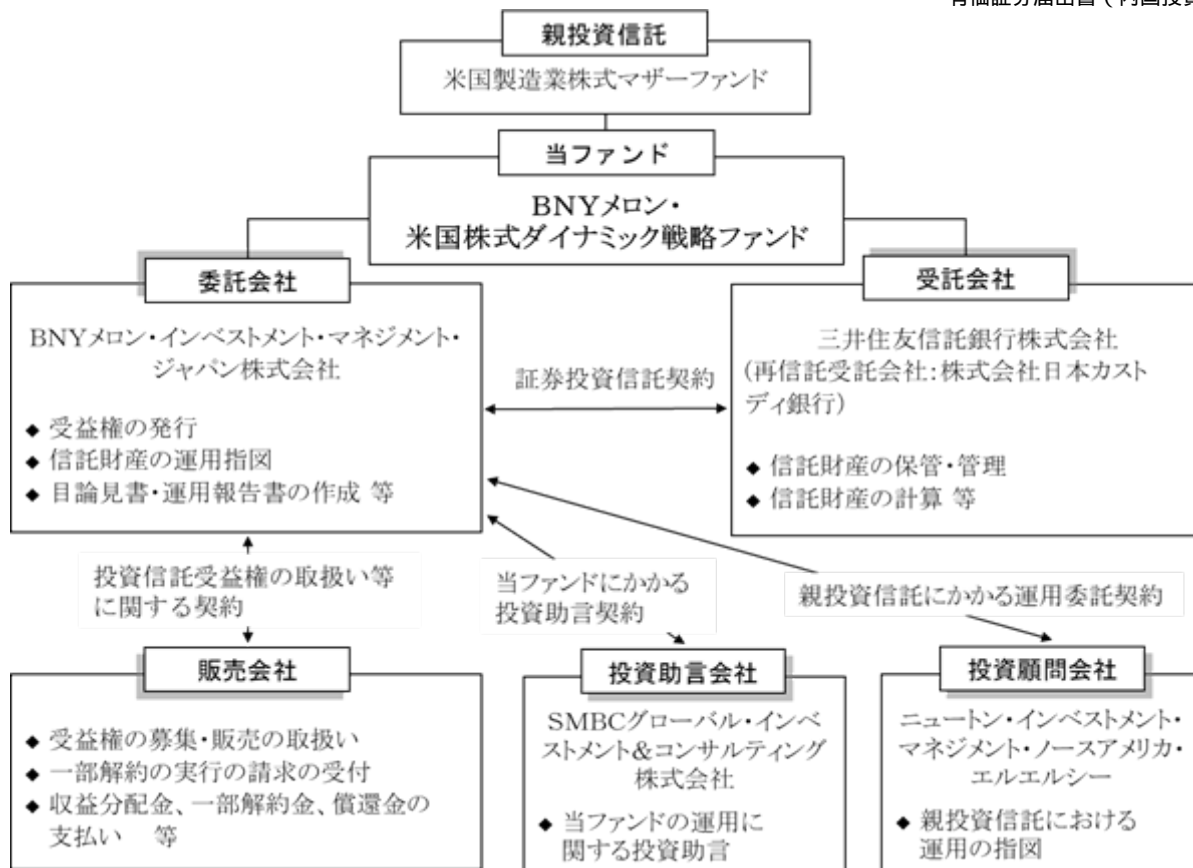 有価証券届出書(内国投資
親投資信託
米国製造業株式マザーファンド
当ファンド
BNYメロン・
米国株式ダイナミック戦略ファンド
委託会社
BNYメロン・インベストメント・マネジメント・
ジャパン株式会社
◆ 受益権の発行
◆ 信託財産の運用指図
◆ 目論見書・運用報告書の作成 等
証券投資信託契約
受託会社
三井住友信託銀行株式会社
(再信託受託会社:株式会社日本カスト
ディ銀行)
◆ 信託財産の保管・管理
◆ 信託財産の計算 等
投資信託受益権の取扱い等
に関する契約
当ファンドにかかる
投資助言契約
親投資信託にかかる運用委託契約
販売会社
◆ 受益権の募集・販売の取扱い
◆ 一部解約の実行の請求の受付
◆ 収益分配金、一部解約金、償還金の
支払い 等
投資助言会社
SMBCグローバル・インベ
ストメント&コンサルティング
株式会社
◆ 当ファンドの運用に
関する投資助言
投資顧問会社
ニュートン・インベストメント・
マネジメント・ノースアメリカ・
エルエルシー
◆ 親投資信託における
運用の指図